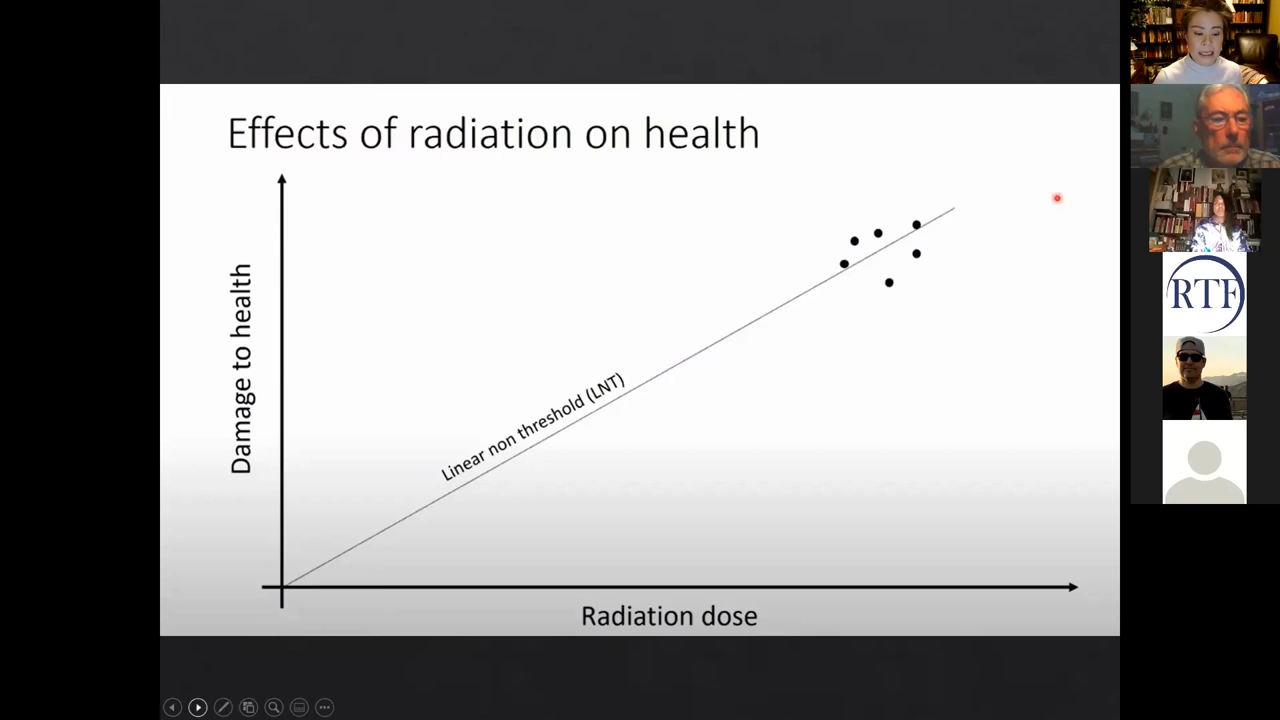 Effects of radiation on health
Damage to health
Linear non threshold (LNT)
Radiation dose
RTF